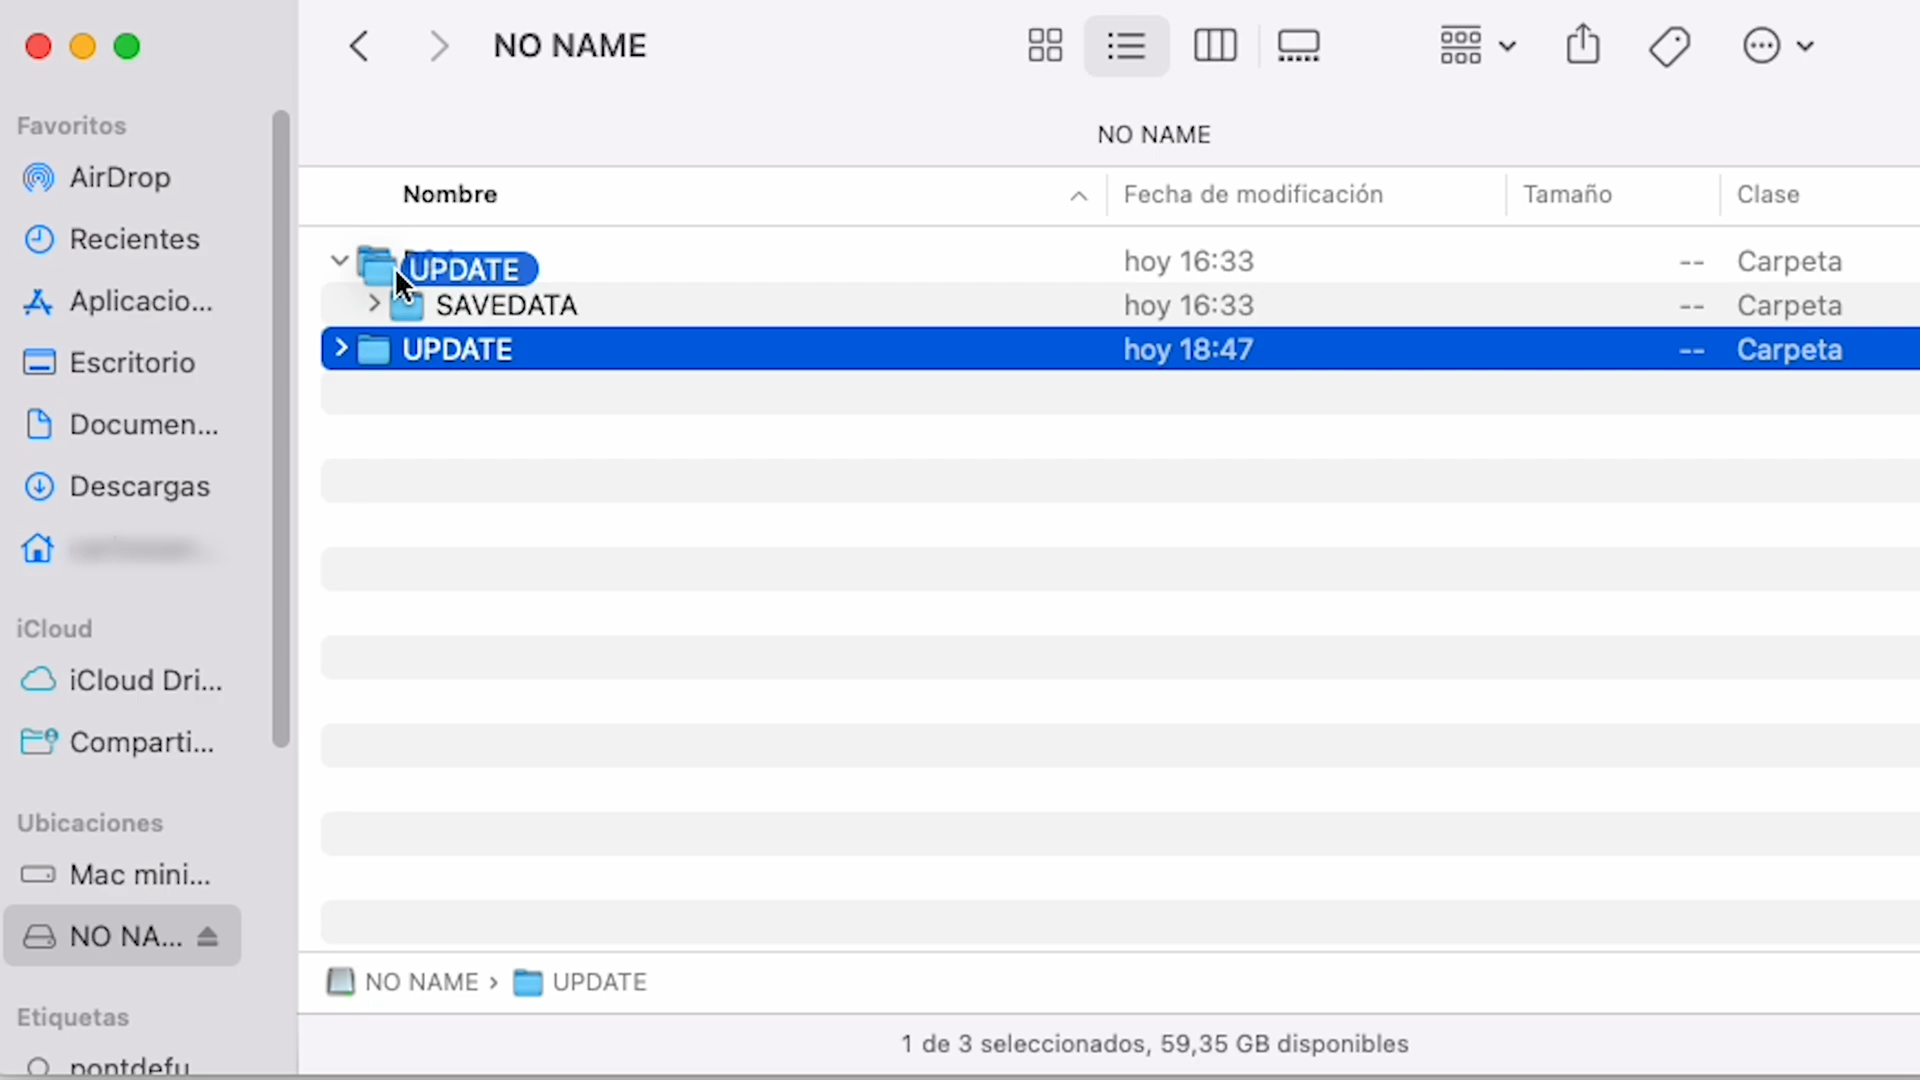 NO NAME
NO NAME
Favoritos
AirDrop
Recientes
Aplicacio...
Escritorio
Documen...
Descargas
iCloud
iCloud Dri...
Comparti...
Ubicaciones
Mac mini...
NO NA...
Etiquetas
pontdefu
Nombre Fecha de modificación Tamaño Clase
UPDATE hoy 16:33 -- Carpeta
SAVEDATA hoy 16:33 -- Carpeta
UPDATE hoy 18:47 -- Carpeta
NO NAME › UPDATE
1 de 3 seleccionados, 59,35 GB disponibles